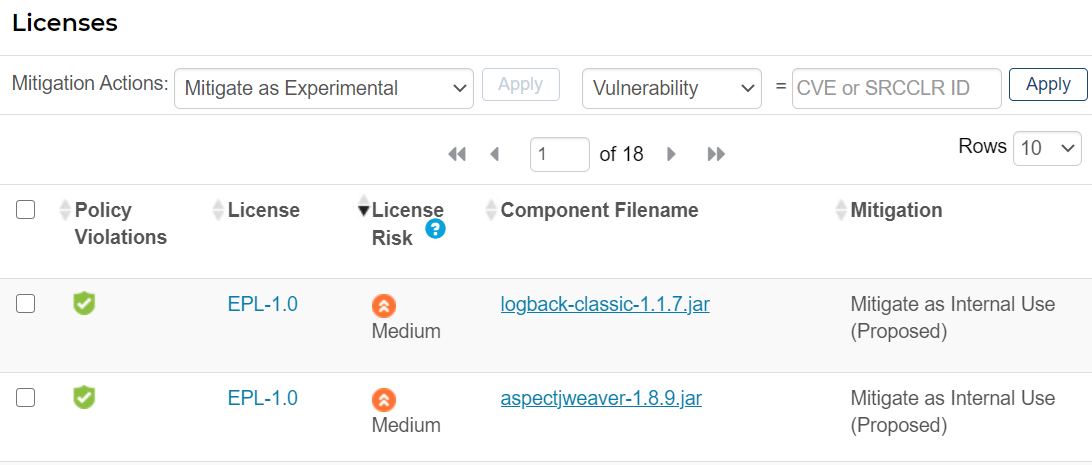 Licenses
Mitigation Actions: Mitigate as Experimental Apply Vulnerability = CVE or SRCCLR ID Apply
1 of 18 Rows 10
Policy Violations License License Risk ? Component Filename Mitigation
EPL-1.0 Medium logback-classic-1.1.7.jar Mitigate as Internal Use (Proposed)
EPL-1.0 Medium aspectjweaver-1.8.9.jar Mitigate as Internal Use (Proposed)